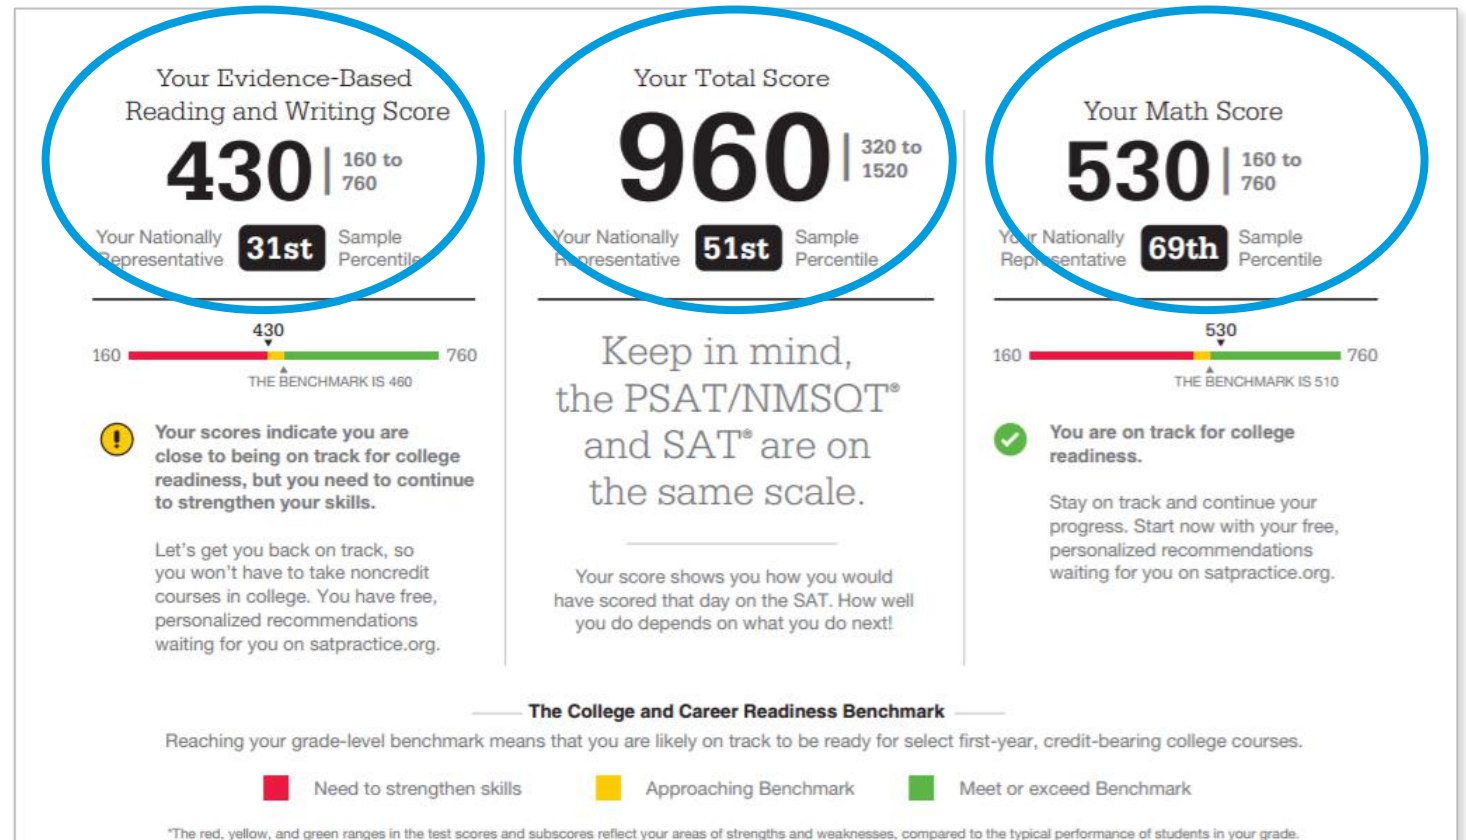 Your Evidence-Based
Reading and Writing Score
430 | 160 to
760
Your Nationally
Representative
31st
Sample
Percentile
430
160
760
THE BENCHMARK IS 460
Your scores indicate you are
close to being on track for college
readiness, but you need to continue
to strengthen your skills.
Let's get you back on track, so
you won't have to take noncredit
courses in college. You have free,
personalized recommendations
waiting for you on satpractice.org.
Your Total Score
960 | 320 to
1520
Your Nationally
Representative
51st
Sample
Percentile
Keep in mind,
the PSAT/NMSQT®
and SAT® are on
the same scale.
Your score shows you how you would
have scored that day on the SAT. How well
you do depends on what you do next!
Your Math Score
530 | 160 to
760
Your Nationally
Representative
69th
Sample
Percentile
530
160
760
THE BENCHMARK IS 510
You are on track for college
readiness.
Stay on track and continue your
progress. Start now with your free,
personalized recommendations
waiting for you on satpractice.org.
The College and Career Readiness Benchmark
Reaching your grade-level benchmark means that you are likely on track to be ready for select first-year, credit-bearing college courses.
Need to strengthen skills
Approaching Benchmark
Meet or exceed Benchmark
*The red, yellow, and green ranges in the test scores and subscores reflect your areas of strengths and weaknesses, compared to the typical performance of students in your grade.